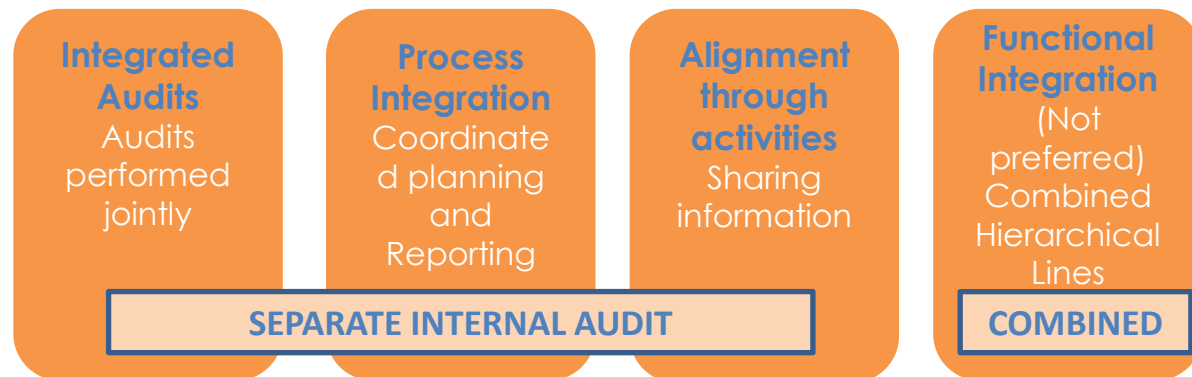 Integrated
Audits
Audits
performed
jointly
Process
Integration
Coordinate
d planning
and
Reporting
Alignment
through
activities
Sharing
information
Functional
Integration
(Not
preferred)
Combined
Hierarchical
Lines
SEPARATE INTERNAL AUDIT
COMBINED